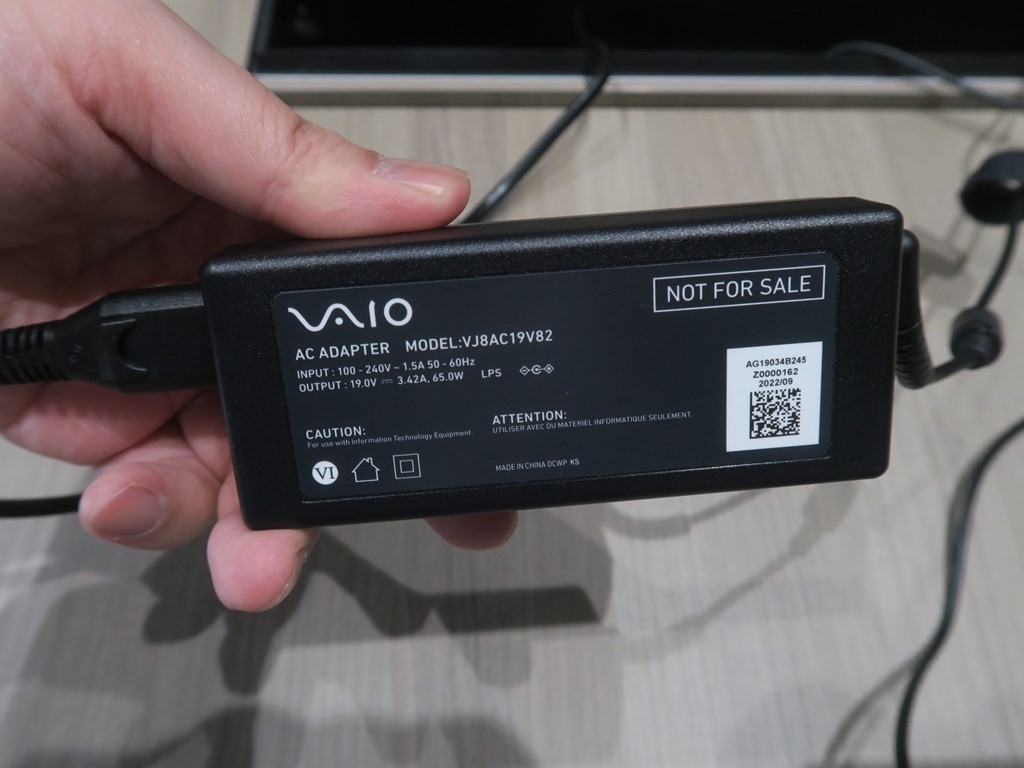 VAIO
NOT FOR SALE
AC ADAPTER MODEL:VJ8AC19V82
INPUT : 100 - 240V ~ 1.5A 50 - 60Hz
OUTPUT : 19.0V ⎓ 3.42A, 65.0W LPS
AG19034B245
Z0000162
2022/09
CAUTION:
For use with Information Technology Equipment.
ATTENTION:
UTILISER AVEC DU MATERIEL INFORMATIQUE SEULEMENT.
VI
MADE IN CHINA DCWP KS